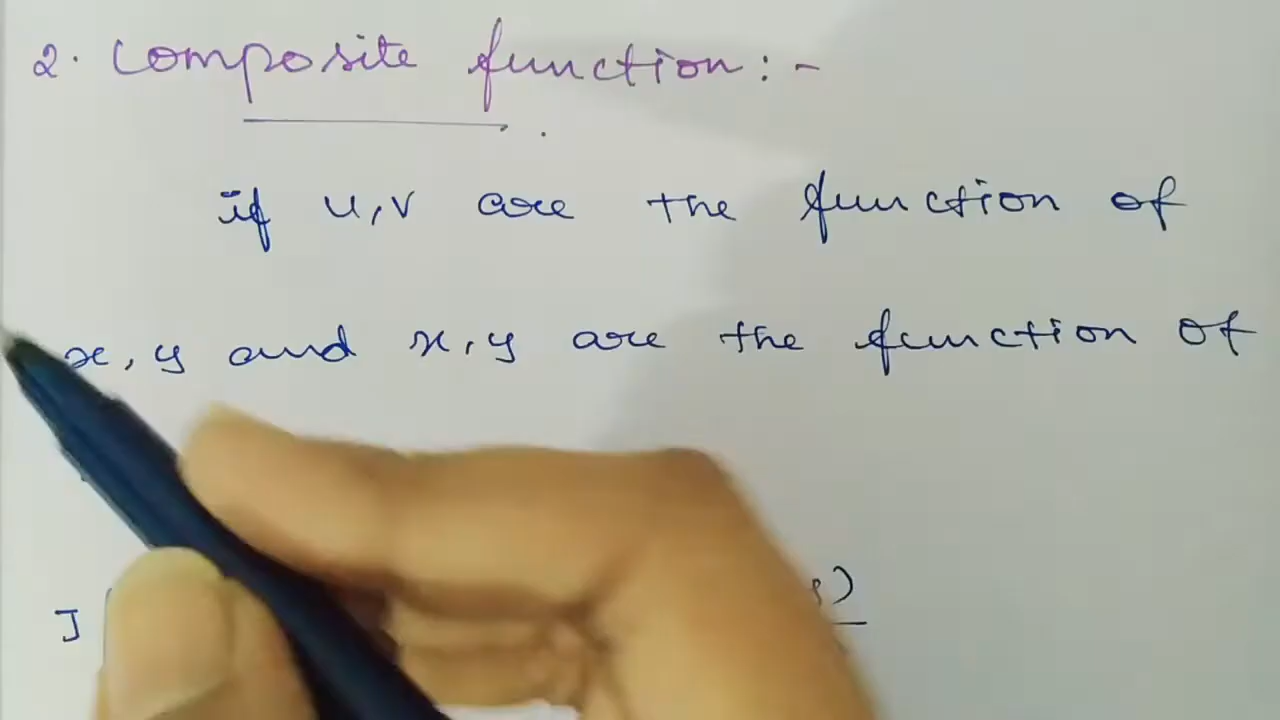 2. Composite function:-
if u,v are the function of
x, y and x,y are the function of
J